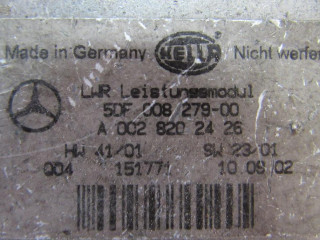 Made in Germany HELLA Nicht werfen
LWR Leistungsmodul
5DF 008 279-00
A 002 820 24 26
HW 41/01 SW 23/01
Q04 151771 10 09 02